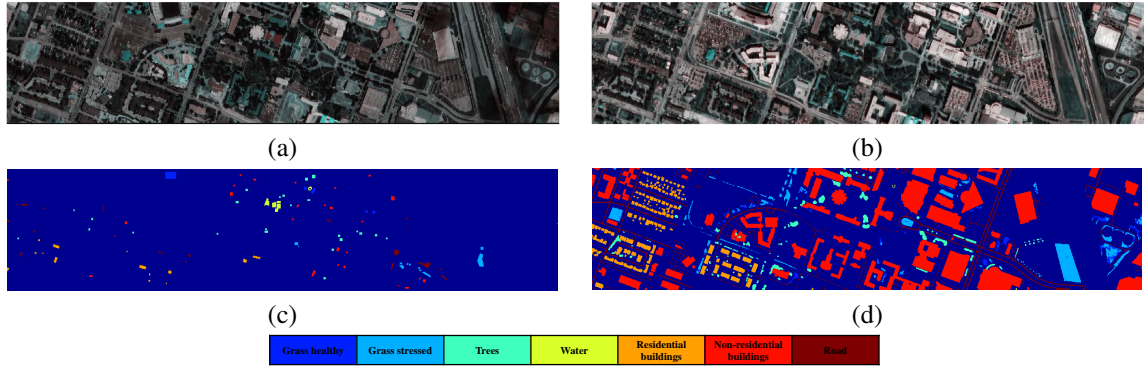 (a) (b)
(c) (d)
Grass healthy Grass stressed Trees Water Residential buildings Non-residential buildings Road